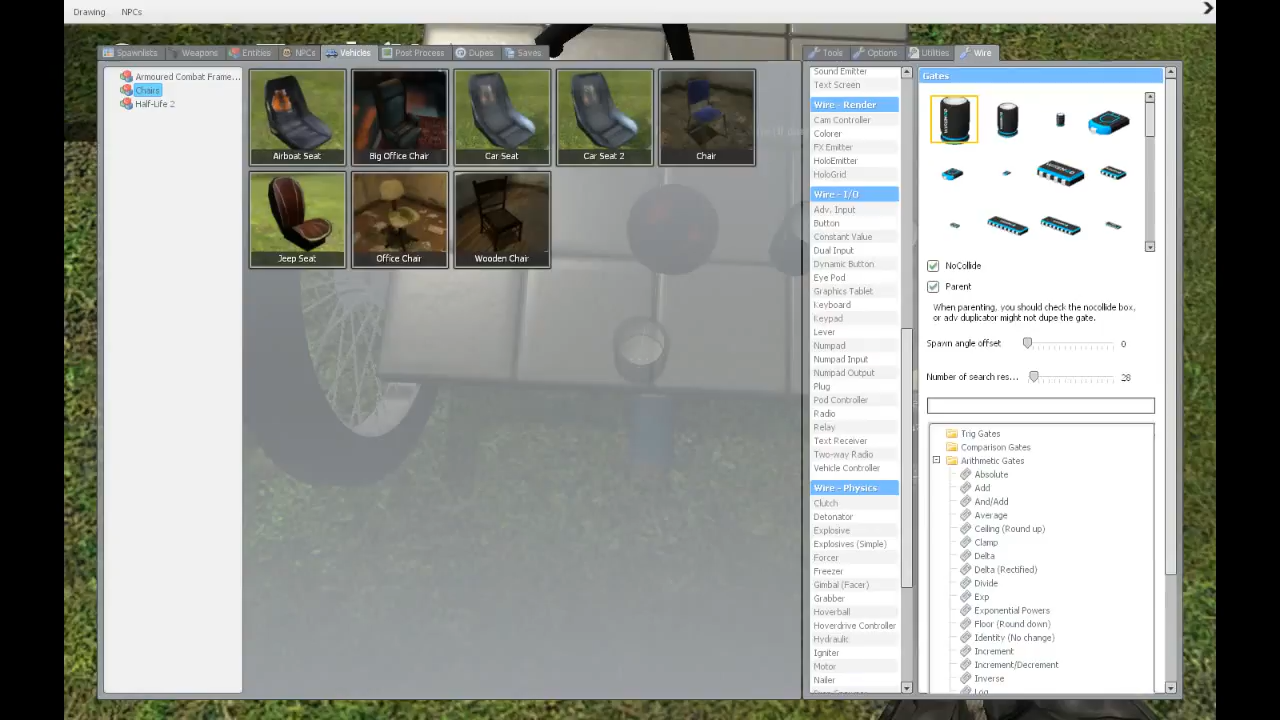 Drawing NPCs
Spawnlists Weapons Entities NPCs Vehicles Post Process Dupes Saves
Armoured Combat Frame...
Chairs
Half-Life 2
Airboat Seat Big Office Chair Car Seat Car Seat 2 Chair
Jeep Seat Office Chair Wooden Chair
Tools Options Utilities Wire
Sound Emitter
Text Screen
Wire - Render
Cam Controller
Colorer
FX Emitter
HoloEmitter
HoloGrid
Wire - I/O
Adv. Input
Button
Constant Value
Dual Input
Dynamic Button
Eye Pod
Graphics Tablet
Keyboard
Keypad
Lever
Numpad
Numpad Input
Numpad Output
Plug
Pod Controller
Radio
Relay
Text Receiver
Two-way Radio
Vehicle Controller
Wire - Physics
Clutch
Detonator
Explosive
Explosives (Simple)
Forcer
Freezer
Gimbal (Facer)
Grabber
Hoverball
Hoverdrive Controller
Hydraulic
Igniter
Motor
Nailer
Gates
NoCollide
Parent
When parenting, you should check the nocollide box,
or adv duplicator might not dupe the gate.
Spawn angle offset 0
Number of search res... 28
Trig Gates
Comparison Gates
Arithmetic Gates
Absolute
Add
And/Add
Average
Ceiling (Round up)
Clamp
Delta
Delta (Rectified)
Divide
Exp
Exponential Powers
Floor (Round down)
Identity (No change)
Increment
Increment/Decrement
Inverse
Log